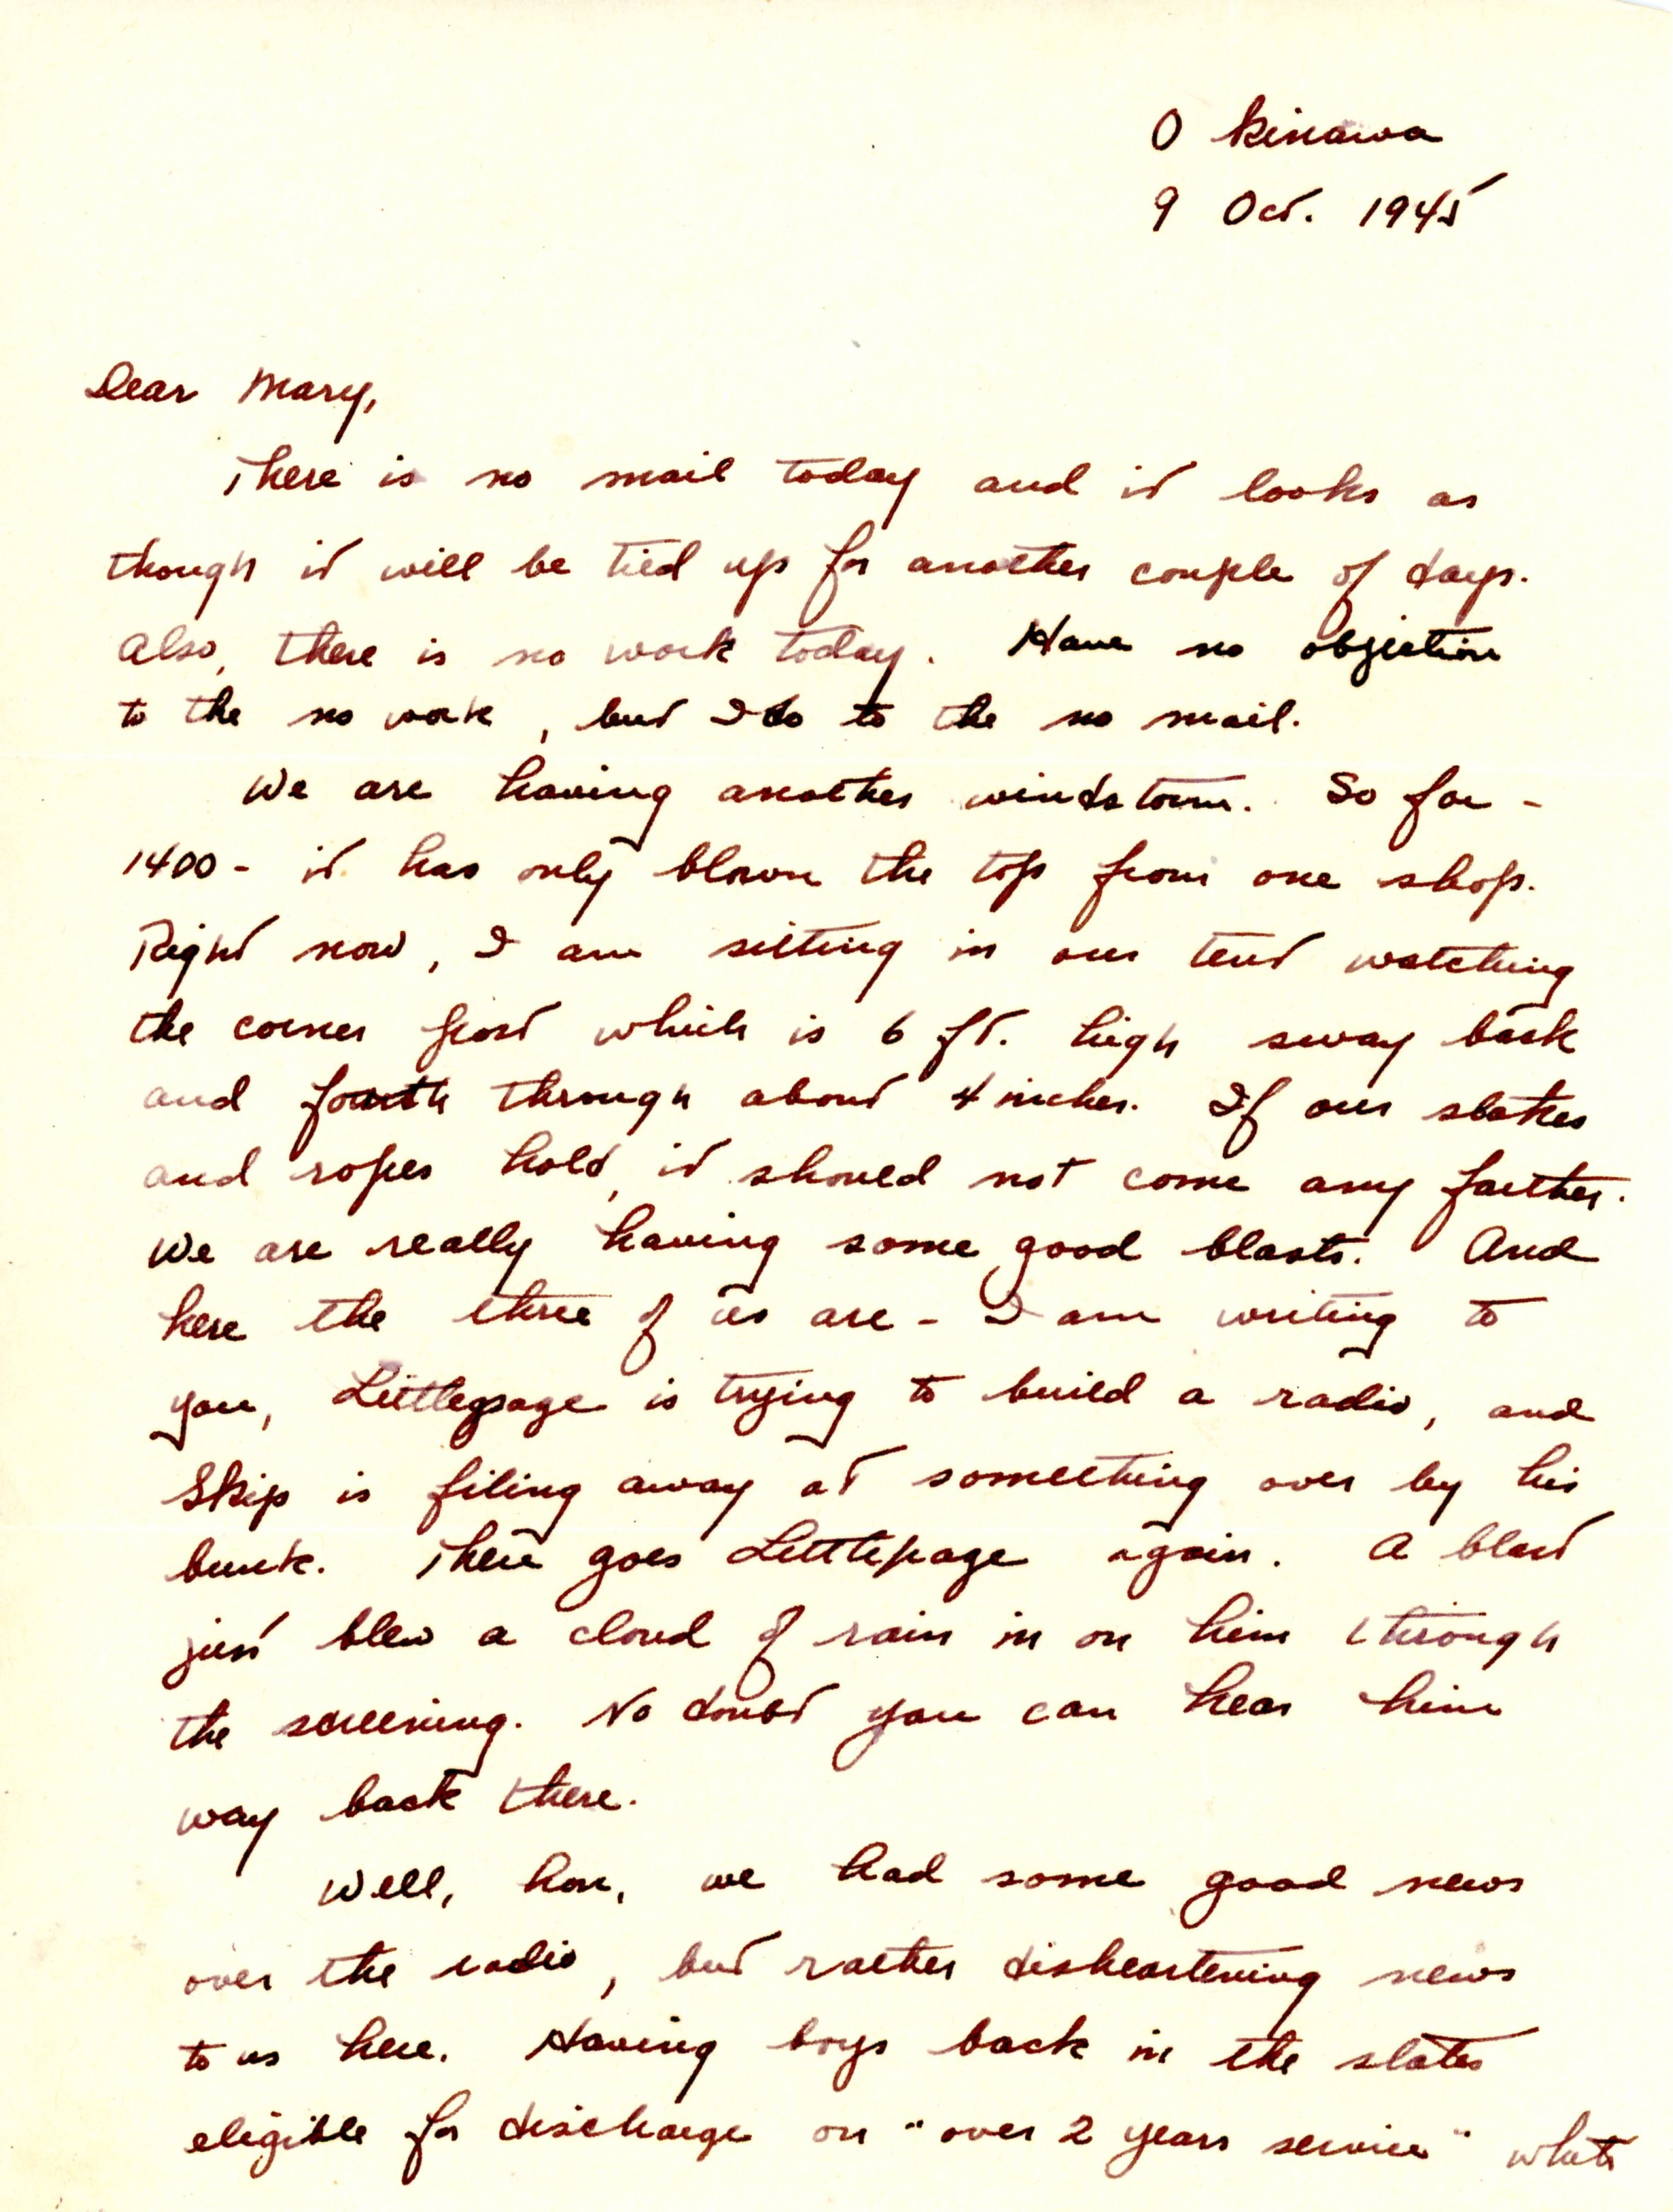 Okinawa
9 Oct. 1945
Dear Mary,
There is no mail today and it looks as
though it will be tied up for another couple of days.
Also, there is no work today. Have no objection
to the no work, but I do to the no mail.
We are having another windstorm. So far -
1400 - it has only blown the top from one shop.
Right now, I am sitting in our tent watching
the corner post which is 6 ft. high sway back
and fourth through about 4 inches. If our stakes
and ropes hold, it should not come any farther.
We are really having some good blasts. And
here the three of us are - I am writing to
you, Littlepage is trying to build a radio, and
Skip is filing away at something over by his
bunk. There goes Littlepage again. A blast
just blew a cloud of rain in on him through
the screening. No doubt you can hear him
way back there.
Well, hon, we had some good news
over the radio, but rather disheartening news
to us here. Having boys back in the states
eligible for discharge on "over 2 years service"